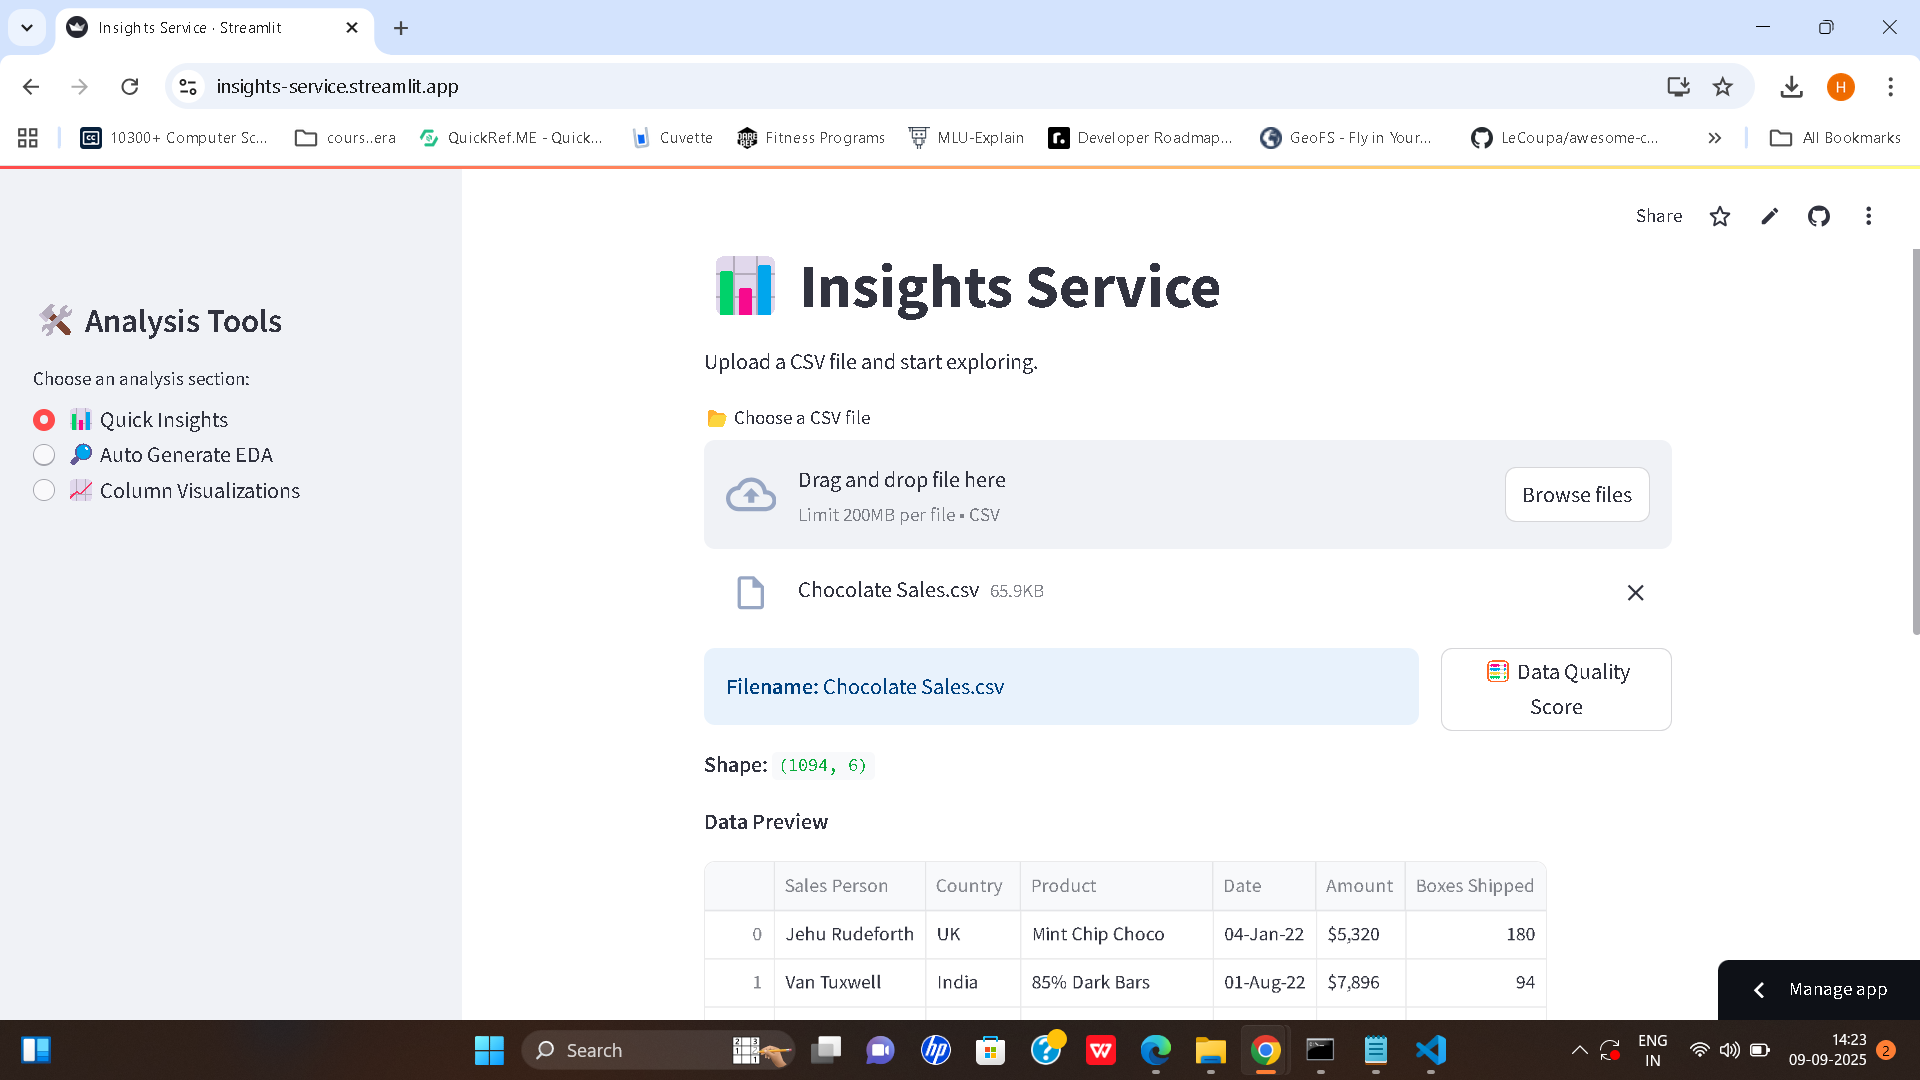 Insights Service · Streamlit
insights-service.streamlit.app
H
10300+ Computer Sc...
cours..era
QuickRef.ME - Quick...
Cuvette
Fitness Programs
MLU-Explain
Developer Roadmap...
GeoFS - Fly in Your...
LeCoupa/awesome-c...
All Bookmarks
Share
🛠️ Analysis Tools
Choose an analysis section:
📊 Quick Insights
🔎 Auto Generate EDA
📈 Column Visualizations
📊 Insights Service
Upload a CSV file and start exploring.
📂 Choose a CSV file
Drag and drop file here
Limit 200MB per file • CSV
Browse files
Chocolate Sales.csv 65.9KB
Filename: Chocolate Sales.csv
🧮 Data Quality
Score
Shape: (1094, 6)
Data Preview
Sales Person Country Product Date Amount Boxes Shipped
0 Jehu Rudeforth UK Mint Chip Choco 04-Jan-22 $5,320 180
1 Van Tuxwell India 85% Dark Bars 01-Aug-22 $7,896 94
Manage app
Search
ENG
IN
14:23
09-09-2025
2